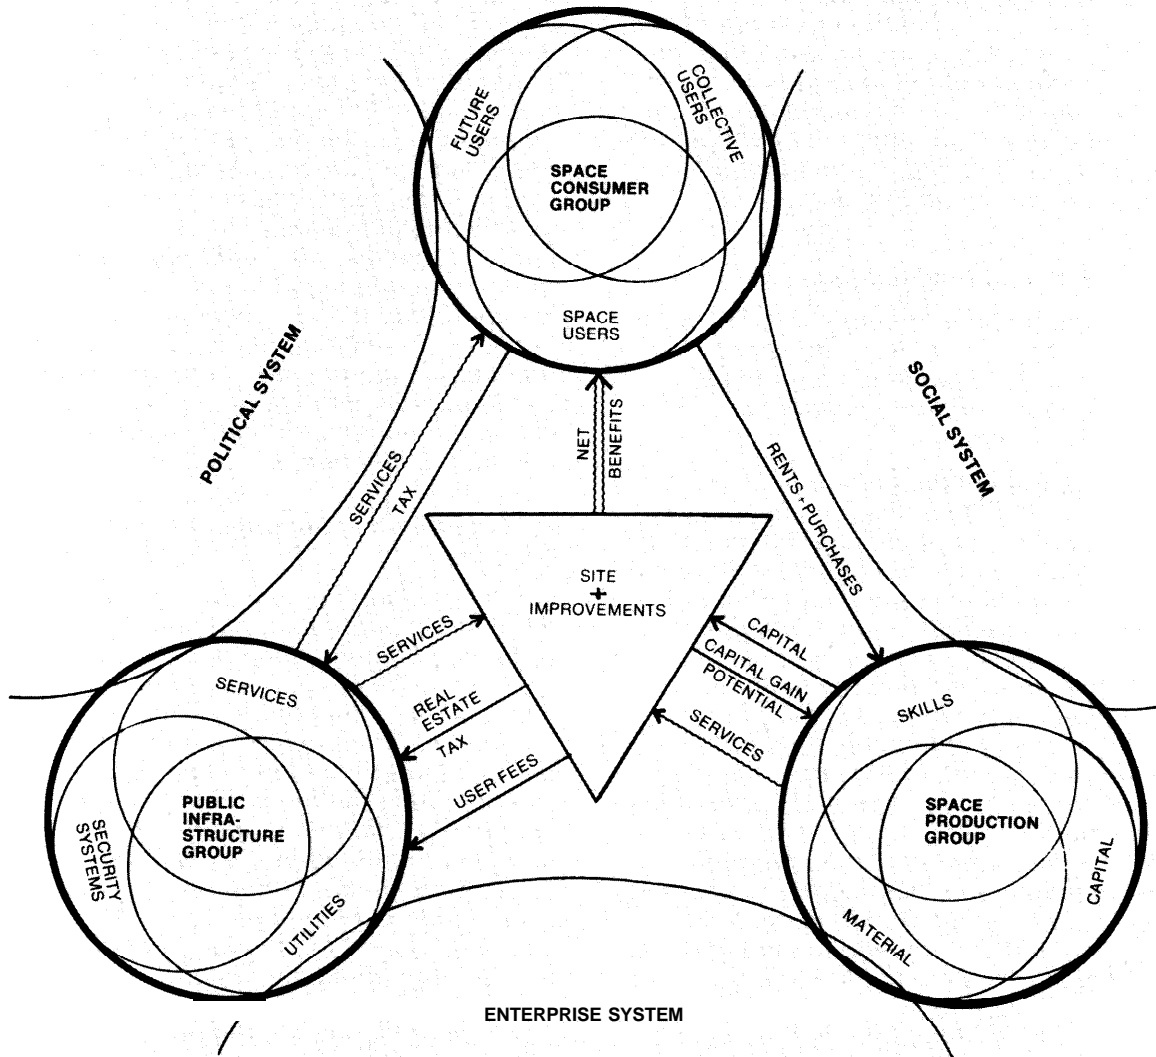 FUTURE
USERS
COLLECTIVE
USERS
SPACE
CONSUMER
GROUP
SPACE
USERS
POLITICAL SYSTEM
SOCIAL SYSTEM
SERVICES
TAX
NET
BENEFITS
RENTS + PURCHASES
SITE
+
IMPROVEMENTS
SERVICES
REAL
ESTATE
TAX
USER FEES
CAPITAL
CAPITAL GAIN
POTENTIAL
SERVICES
SERVICES
PUBLIC
INFRA-
STRUCTURE
GROUP
SECURITY
SYSTEMS
UTILITIES
SKILLS
SPACE
PRODUCTION
GROUP
CAPITAL
MATERIAL
ENTERPRISE SYSTEM